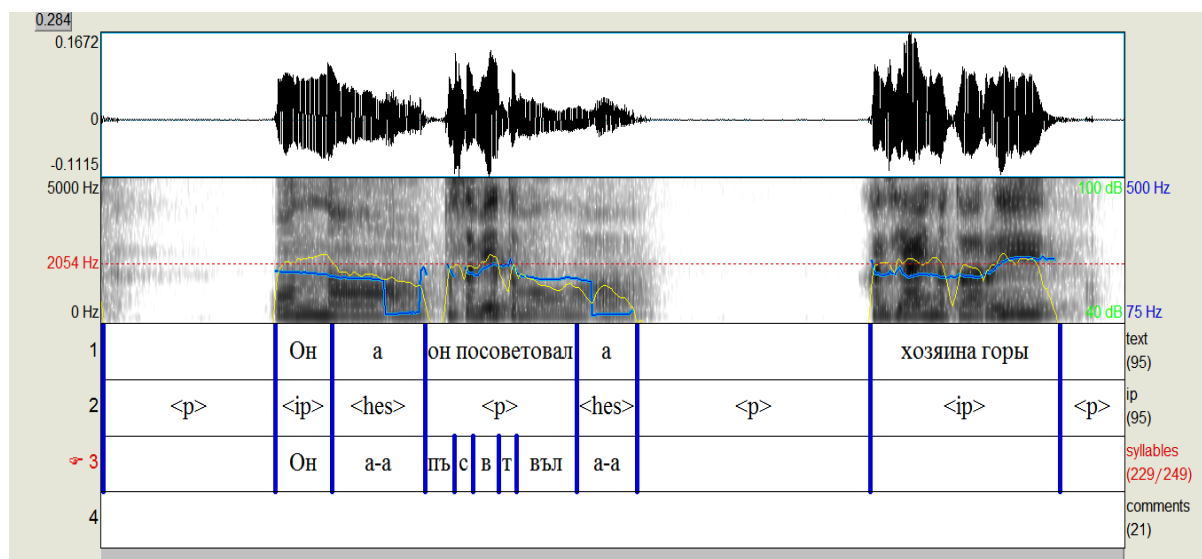 0.284
0.1672
0
-0.1115
5000 Hz 100 dB 500 Hz
2054 Hz
0 Hz 40 dB 75 Hz
1 Он а он посоветовал а хозяина горы text (95)
2 <p> <ip> <hes> <p> <hes> <p> <ip> <p> ip (95)
3 Он а-а пъ с в т въл а-а syllables (229/249)
4 comments (21)